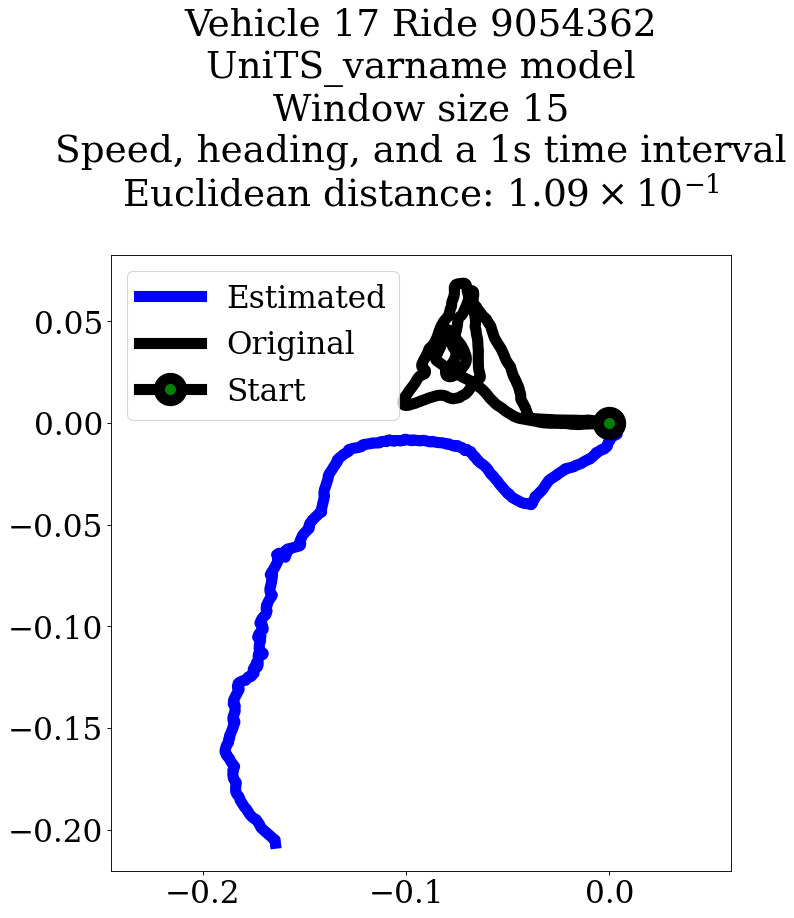 Vehicle 17 Ride 9054362
UniTS_varname model
Window size 15
Speed, heading, and a 1s time interval
Euclidean distance: 1.09 × 10⁻¹
Estimated
Original
Start
0.05
0.00
−0.05
−0.10
−0.15
−0.20
−0.2
−0.1
0.0